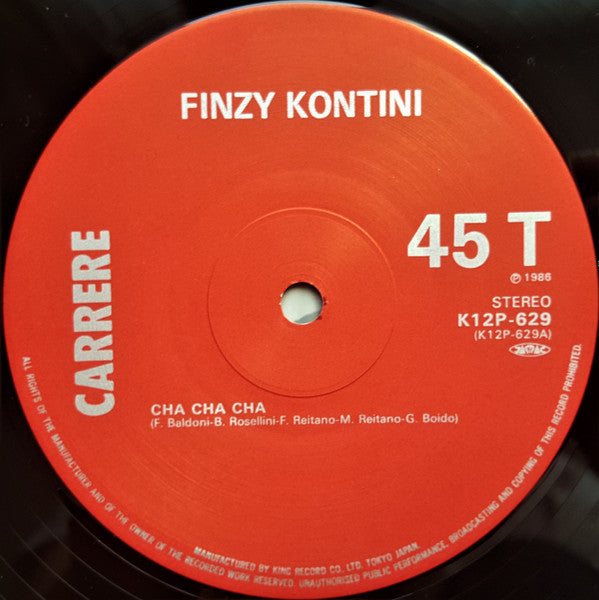 FINZY KONTINI
CARRERE
45 T
℗ 1986
STEREO
K12P-629
(K12P-629A)
JASRAC
CHA CHA CHA
(F. Baldoni-B. Rosellini-F. Reitano-M. Reitano-G. Boido)
ALL RIGHTS OF THE MANUFACTURER AND OF THE OWNER OF THE RECORDED WORK RESERVED. UNAUTHORISED PUBLIC PERFORMANCE, BROADCASTING AND COPYING OF THIS RECORD PROHIBITED.
MANUFACTURED BY KING RECORD CO. LTD. TOKYO JAPAN.